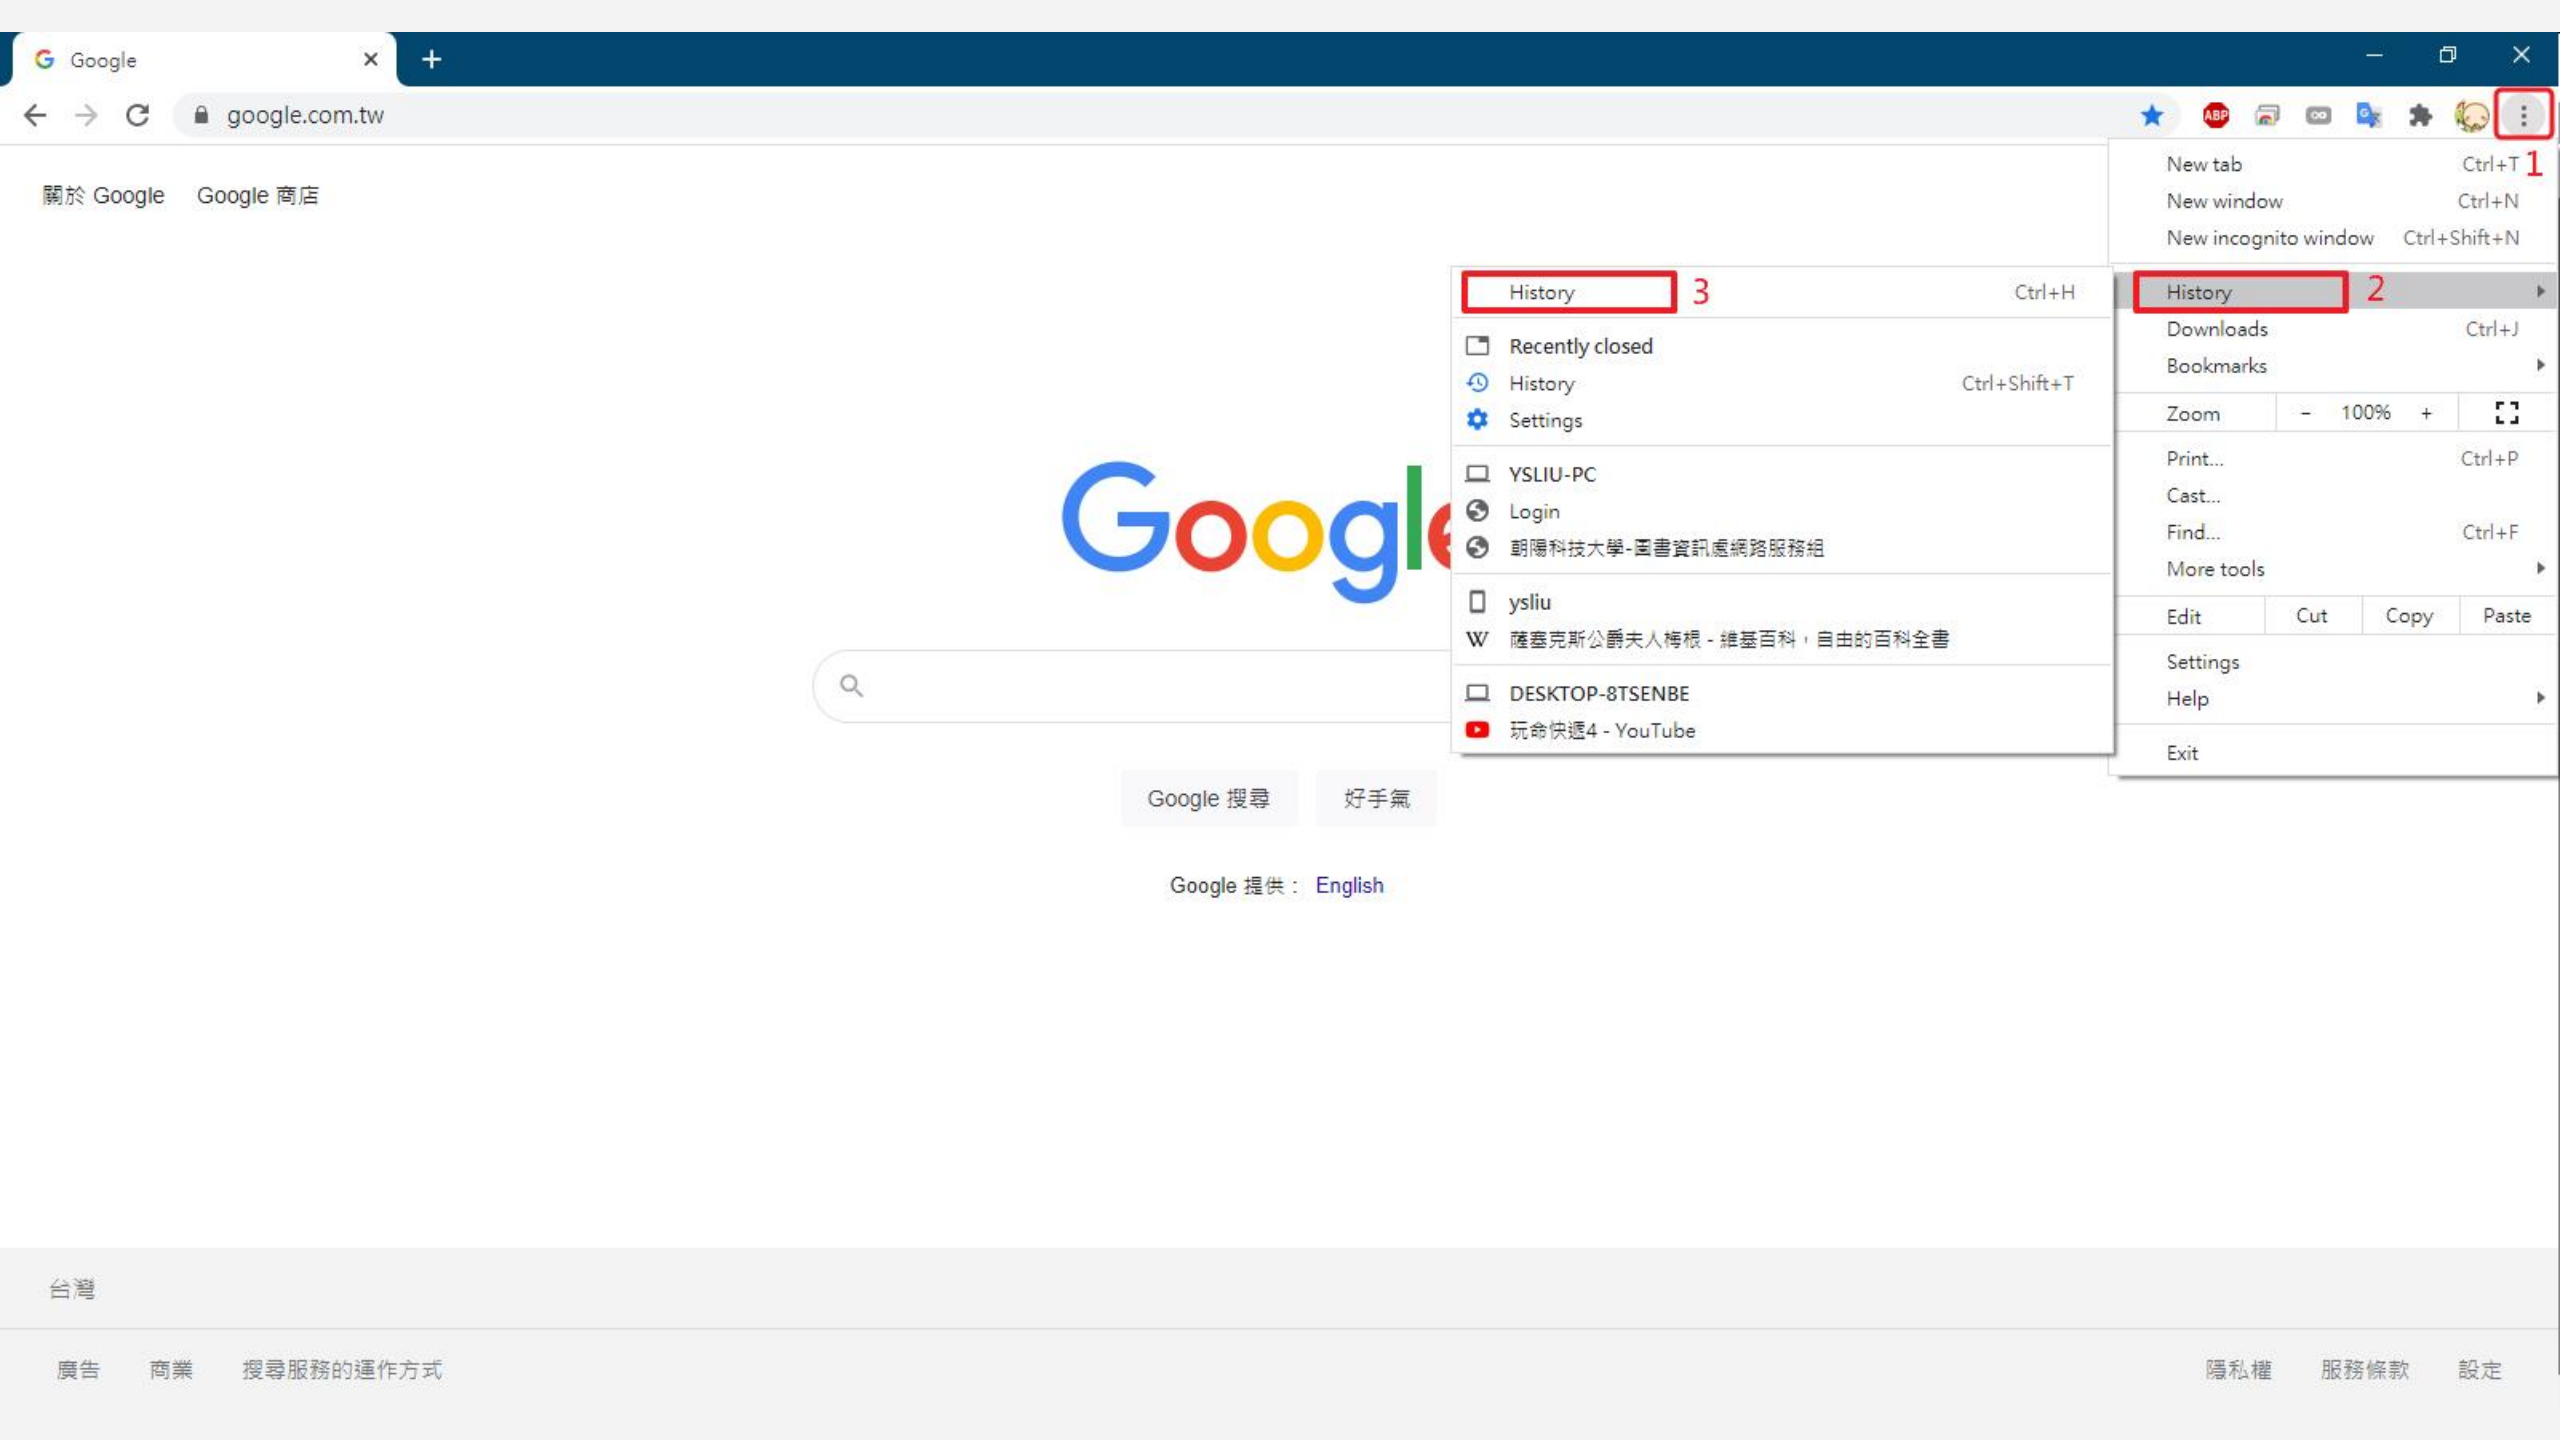 Google
google.com.tw
ABP
關於 Google Google 商店
1
New tab Ctrl+T
New window Ctrl+N
New incognito window Ctrl+Shift+N
History 2
Downloads Ctrl+J
Bookmarks
Zoom - 100% +
Print... Ctrl+P
Cast...
Find... Ctrl+F
More tools
Edit Cut Copy Paste
Settings
Help
Exit
History 3 Ctrl+H
Recently closed
History Ctrl+Shift+T
Settings
YSLIU-PC
Login
朝陽科技大學-圖書資訊處網路服務組
ysliu
W 薩塞克斯公爵夫人梅根 - 維基百科，自由的百科全書
DESKTOP-8TSENBE
玩命快遞4 - YouTube
Google
Google 搜尋 好手氣
Google 提供： English
台灣
廣告 商業 搜尋服務的運作方式 隱私權 服務條款 設定